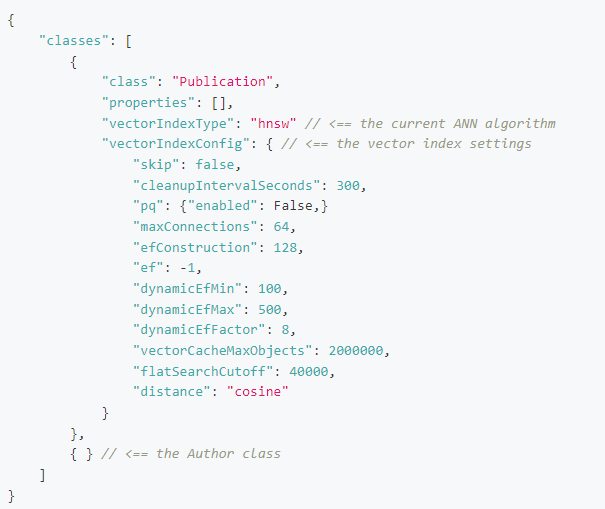 {
    "classes": [
        {
            "class": "Publication",
            "properties": [],
            "vectorIndexType": "hnsw" // <== the current ANN algorithm
            "vectorIndexConfig": { // <== the vector index settings
                "skip": false,
                "cleanupIntervalSeconds": 300,
                "pq": {"enabled": False,}
                "maxConnections": 64,
                "efConstruction": 128,
                "ef": -1,
                "dynamicEfMin": 100,
                "dynamicEfMax": 500,
                "dynamicEfFactor": 8,
                "vectorCacheMaxObjects": 2000000,
                "flatSearchCutoff": 40000,
                "distance": "cosine"
            }
        },
        { } // <== the Author class
    ]
}